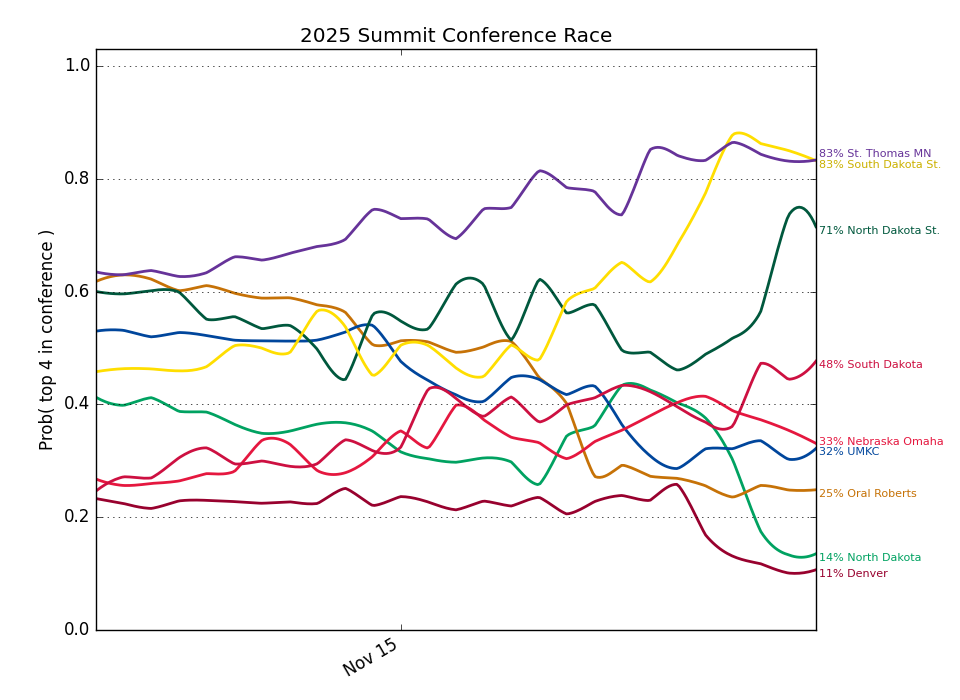 2025 Summit Conference Race
Prob( top 4 in conference )
1.0
0.8
0.6
0.4
0.2
0.0
Nov 15
83% St. Thomas MN
83% South Dakota St.
71% North Dakota St.
48% South Dakota
33% Nebraska Omaha
32% UMKC
25% Oral Roberts
14% North Dakota
11% Denver